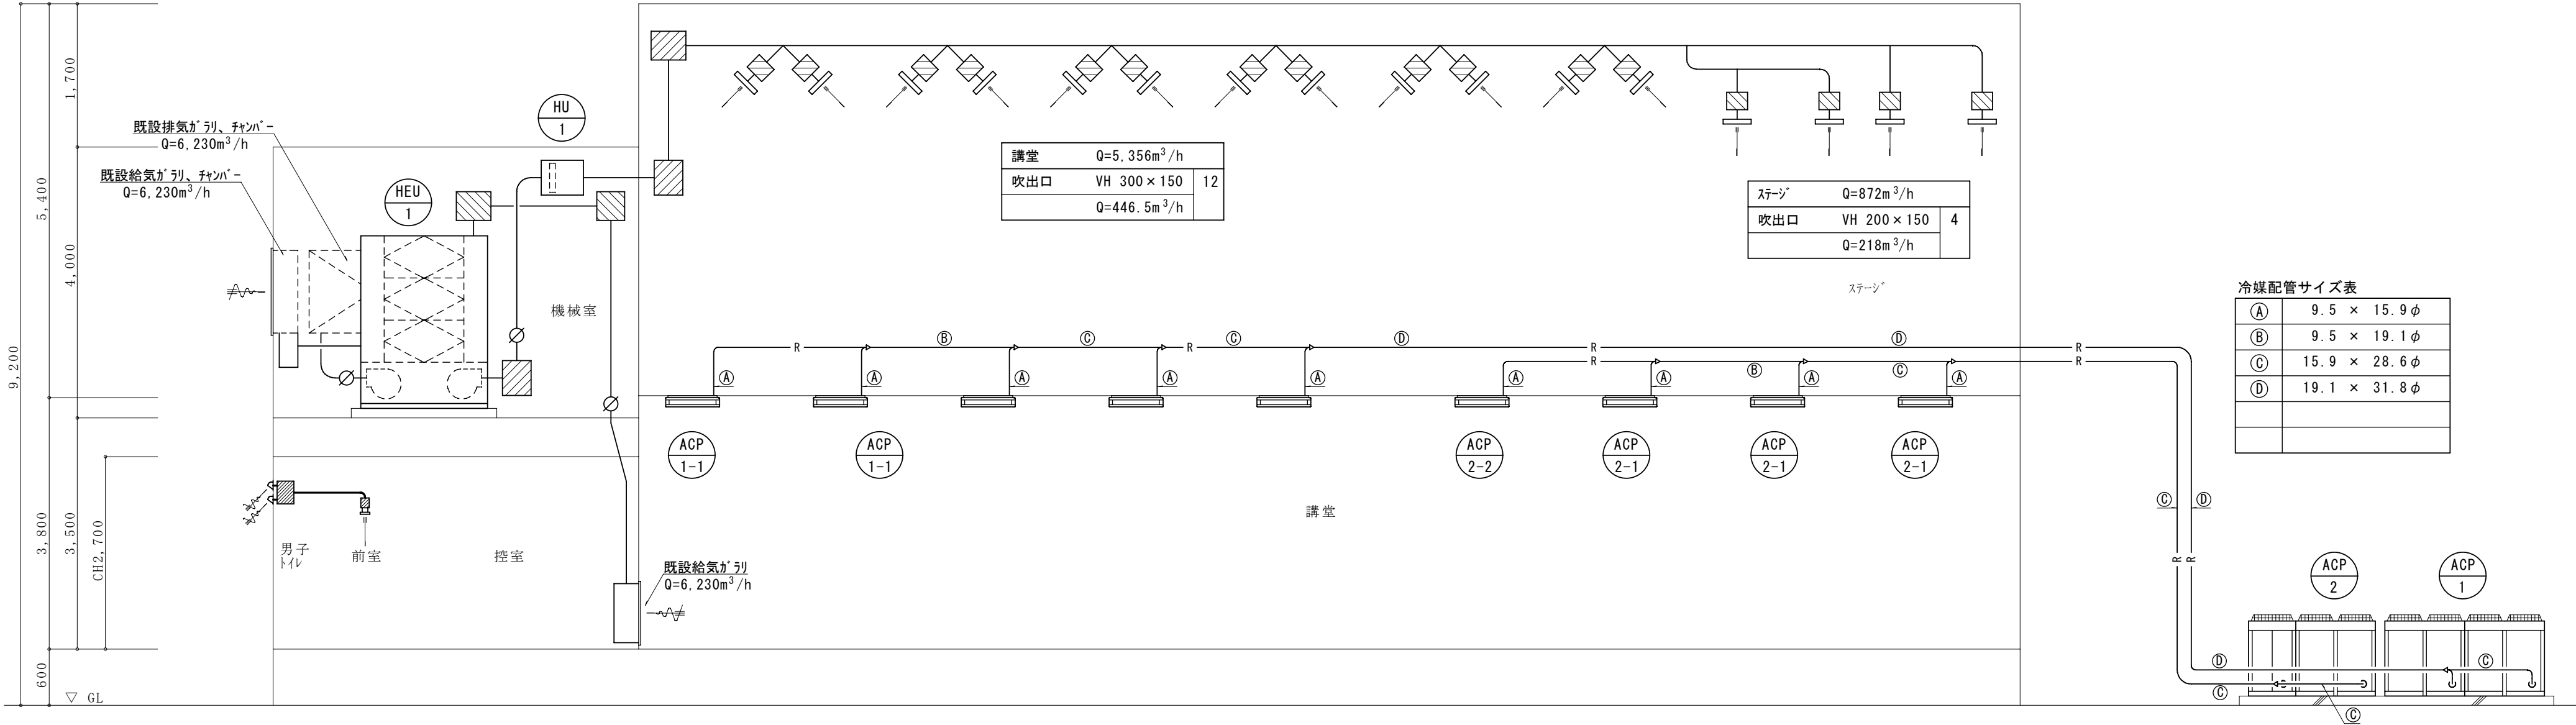 1,700
5,400
4,000
9,200
3,800
3,500
CH2,700
600
▽ GL
既設排気ガラリ、チャンバー
Q=6,230m³/h
既設給気ガラリ、チャンバー
Q=6,230m³/h
HEU
1
HU
1
機械室
男子
トイレ
前室
控室
既設給気ガラリ
Q=6,230m³/h
講堂 Q=5,356m³/h
吹出口 VH 300×150 12
Q=446.5m³/h
ステージ Q=872m³/h
吹出口 VH 200×150 4
Q=218m³/h
ステージ
R B C R C D R D R
R B C R
A A A A A A A A A
ACP
1-1
ACP
1-1
ACP
2-2
ACP
2-1
ACP
2-1
ACP
2-1
講堂
冷媒配管サイズ表
A 9.5 × 15.9φ
B 9.5 × 19.1φ
C 15.9 × 28.6φ
D 19.1 × 31.8φ
C D
R R
ACP
2
ACP
1
D C
C
C